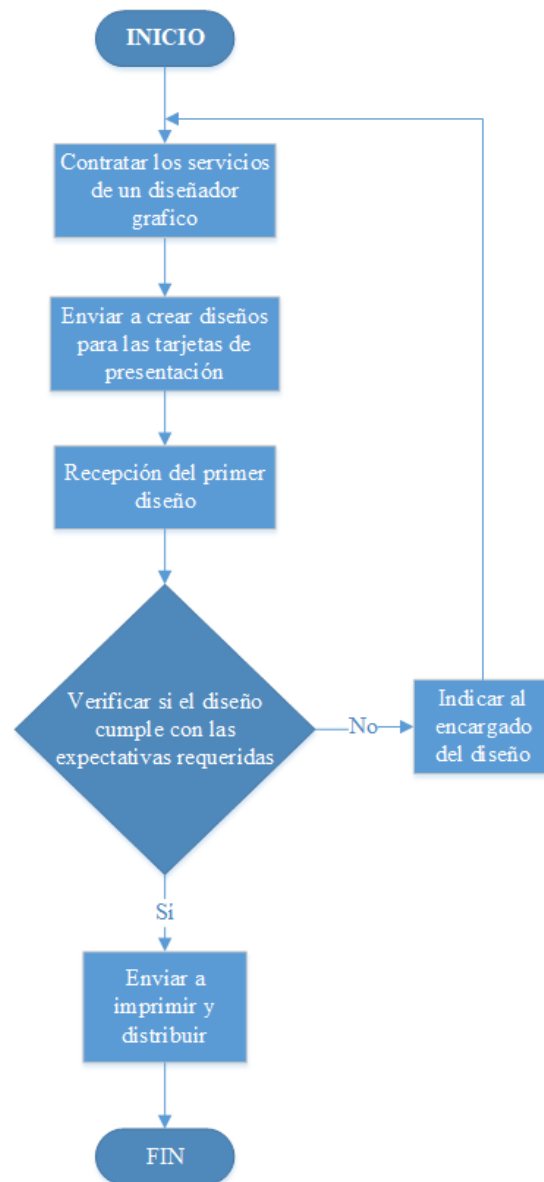 INICIO
Contratar los servicios
de un diseñador
grafico
Enviar a crear diseños
para las tarjetas de
presentación
Recepción del primer
diseño
Verificar si el diseño
cumple con las
expectativas requeridas
No
Indicar al
encargado
del diseño
Sí
Enviar a
imprimir y
distribuir
FIN